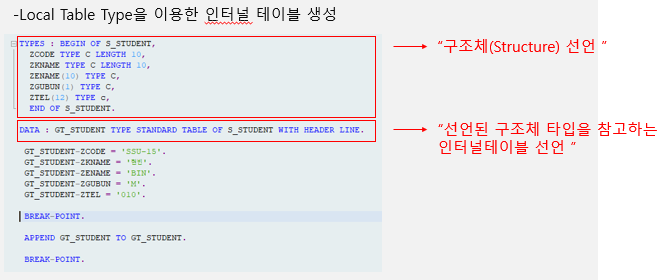 -Local Table Type을 이용한 인터널 테이블 생성
TYPES : BEGIN OF S_STUDENT,
ZCODE TYPE C LENGTH 10,
ZKNAME TYPE C LENGTH 10,
ZENAME(10) TYPE C,
ZGUBUN(1) TYPE C,
ZTEL(12) TYPE c,
END OF S_STUDENT.
“구조체(Structure) 선언 ”
DATA : GT_STUDENT TYPE STANDARD TABLE OF S_STUDENT WITH HEADER LINE.
“선언된 구조체 타입을 참고하는
인터널테이블 선언 ”
GT_STUDENT-ZCODE = 'SSU-15'.
GT_STUDENT-ZKNAME = '현빈'.
GT_STUDENT-ZENAME = 'BIN'.
GT_STUDENT-ZGUBUN = 'M'.
GT_STUDENT-ZTEL = '010'.
BREAK-POINT.
APPEND GT_STUDENT TO GT_STUDENT.
BREAK-POINT.